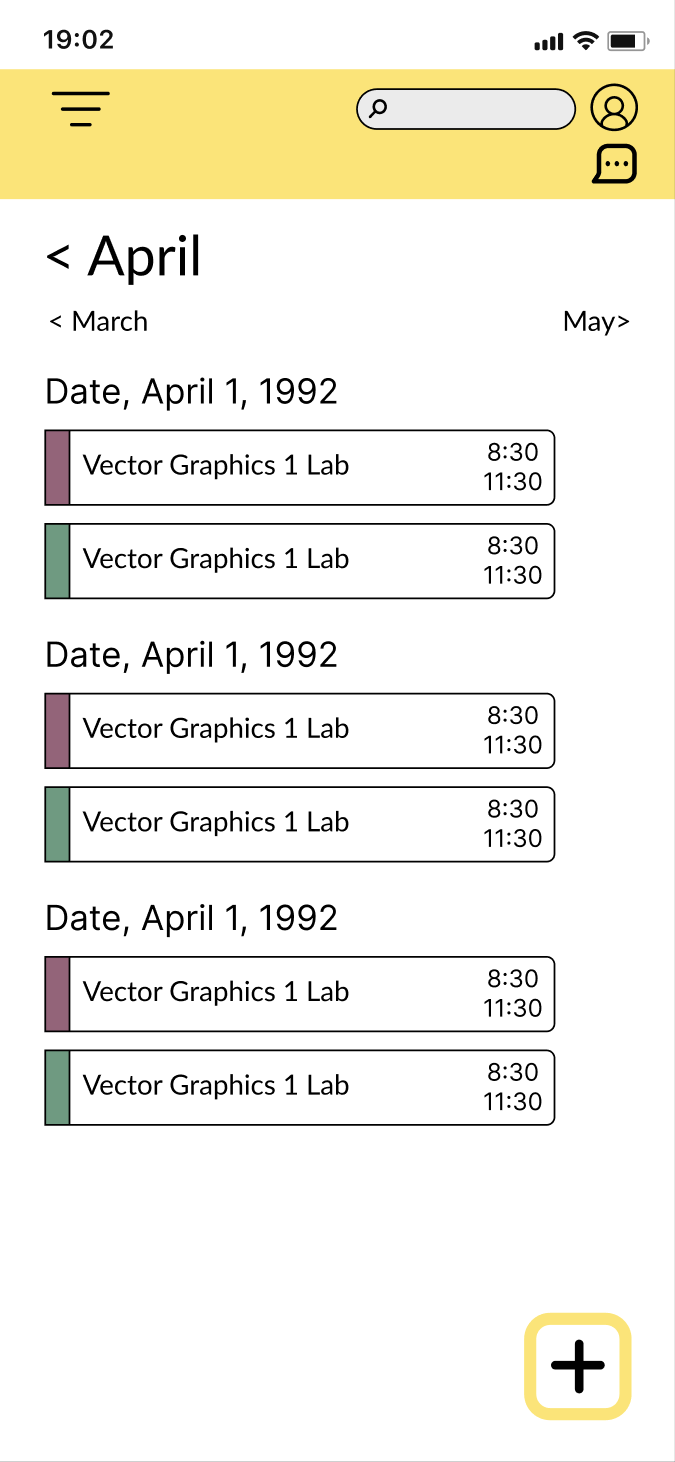 19:02
< April
< March May>
Date, April 1, 1992
Vector Graphics 1 Lab 8:30
11:30
Vector Graphics 1 Lab 8:30
11:30
Date, April 1, 1992
Vector Graphics 1 Lab 8:30
11:30
Vector Graphics 1 Lab 8:30
11:30
Date, April 1, 1992
Vector Graphics 1 Lab 8:30
11:30
Vector Graphics 1 Lab 8:30
11:30